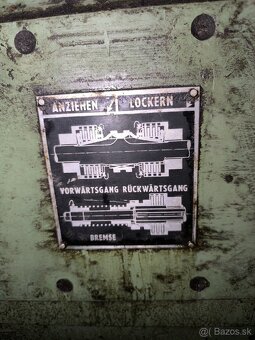 ANZIEHEN LOCKERN
VORWÄRTSGANG RÜCKWÄRTSGANG
BREMSE
© Bazos.sk